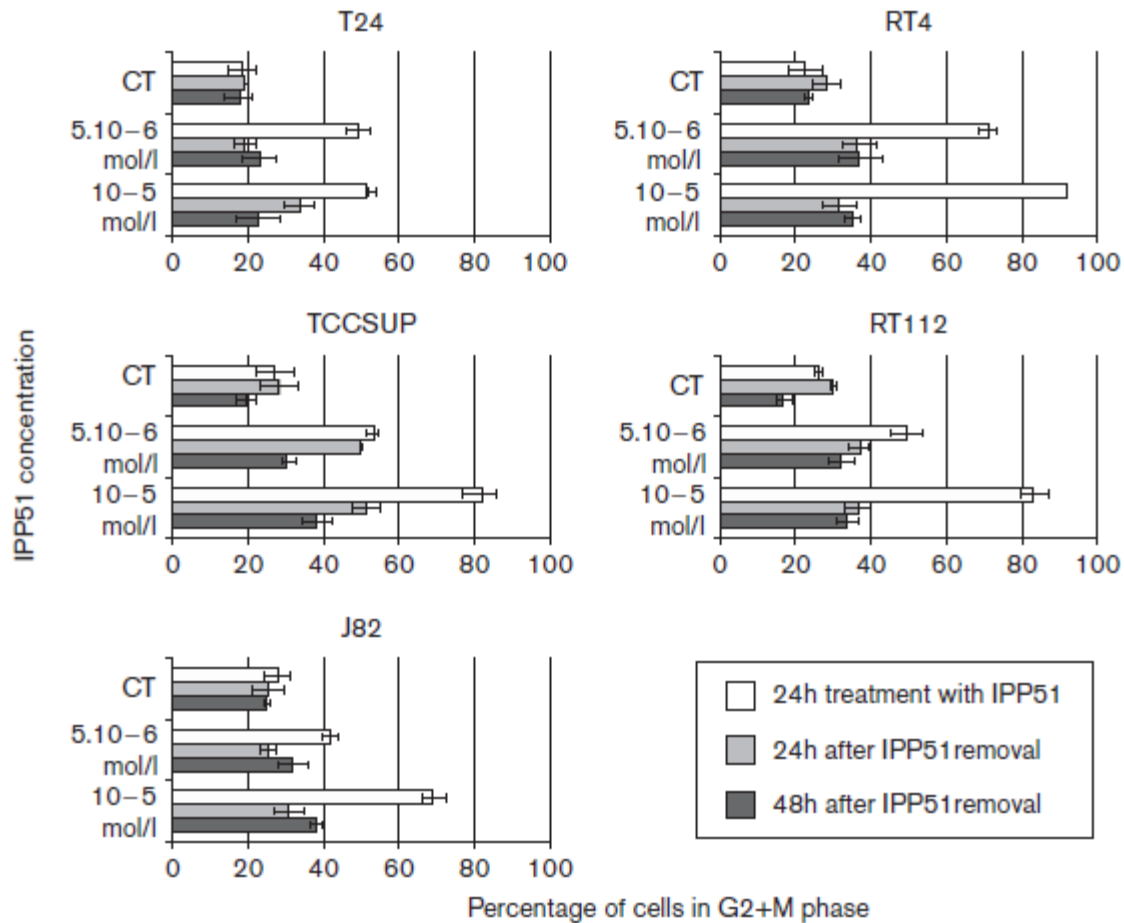 T24
CT
5.10−6
mol/l
10−5
mol/l
0 20 40 60 80 100
RT4
CT
5.10−6
mol/l
10−5
mol/l
0 20 40 60 80 100
IPP51 concentration
TCCSUP
CT
5.10−6
mol/l
10−5
mol/l
0 20 40 60 80 100
RT112
CT
5.10−6
mol/l
10−5
mol/l
0 20 40 60 80 100
J82
CT
5.10−6
mol/l
10−5
mol/l
0 20 40 60 80 100
24h treatment with IPP51
24h after IPP51removal
48h after IPP51removal
Percentage of cells in G2+M phase